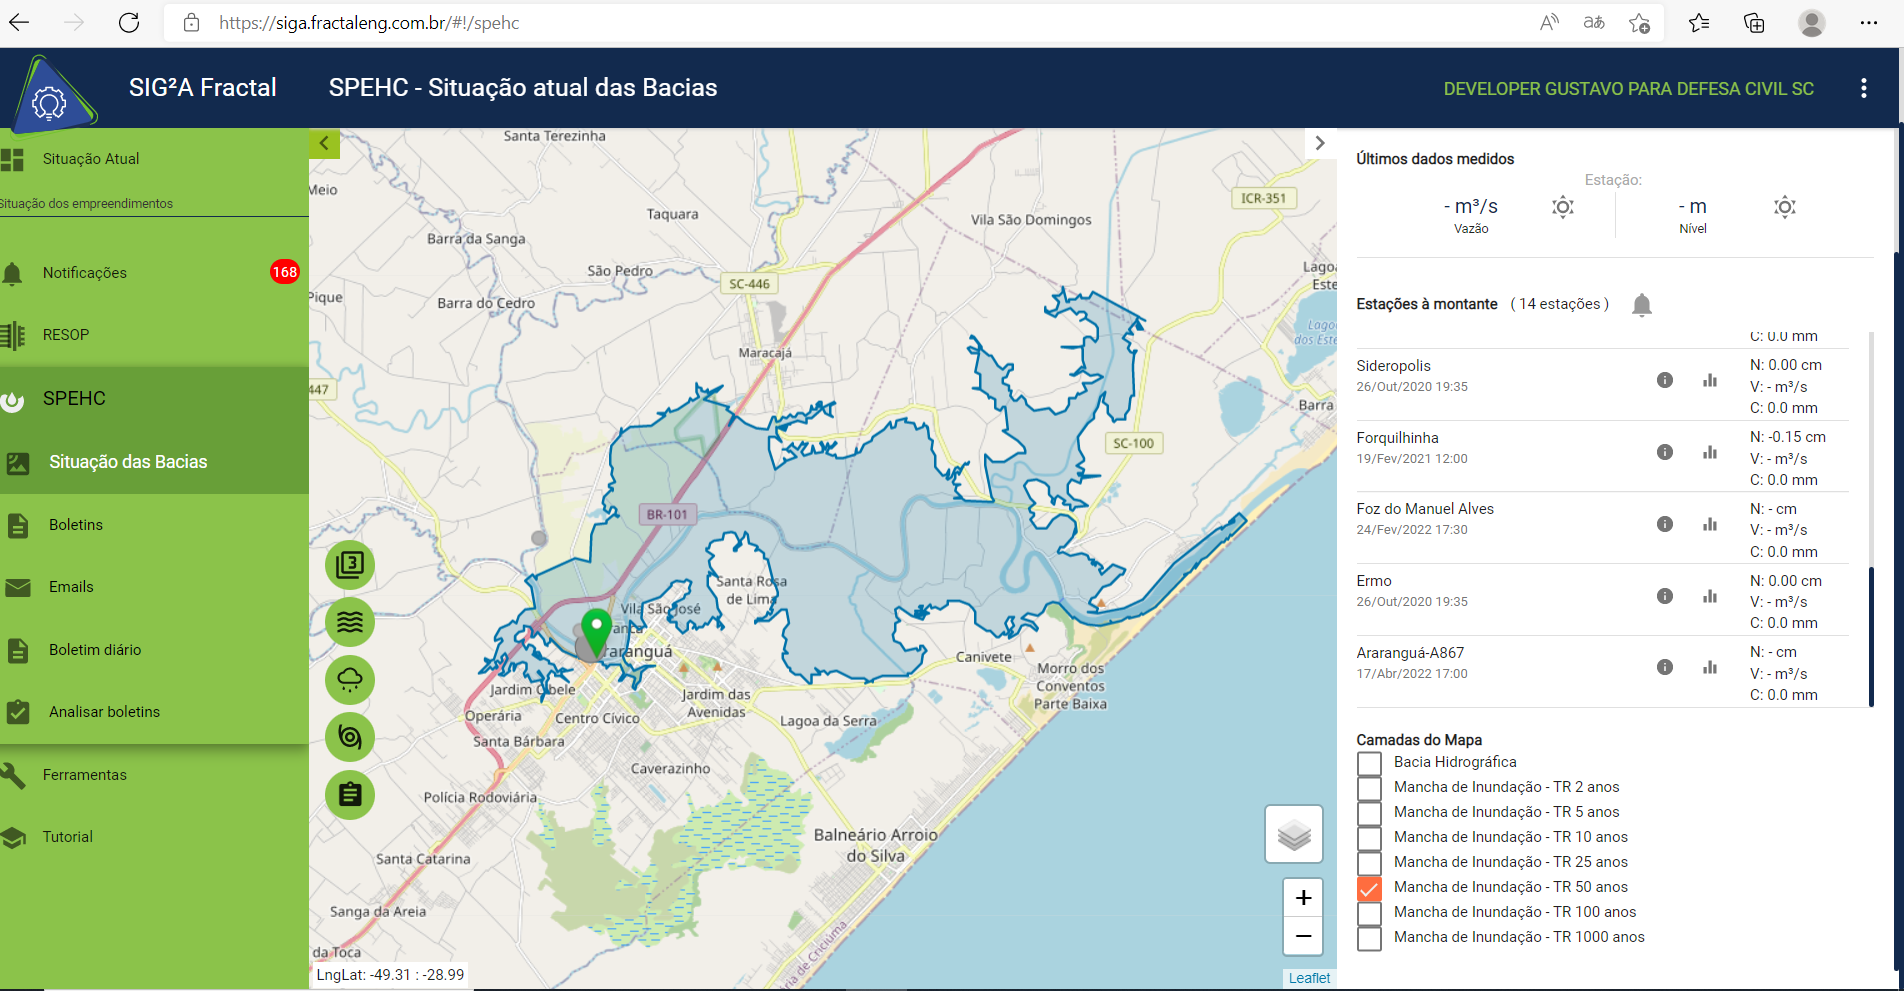 https://siga.fractaleng.com.br/#!/spehc
SIG²A Fractal
SPEHC - Situação atual das Bacias
DEVELOPER GUSTAVO PARA DEFESA CIVIL SC
Situação Atual
Situação dos empreendimentos
Notificações
168
RESOP
SPEHC
Situação das Bacias
Boletins
Emails
Boletim diário
Analisar boletins
Ferramentas
Tutorial
Santa Terezinha
Meio
Taquara
ICR-351
Vila São Domingos
Barra da Sanga
São Pedro
Lagoa
Este
SC-446
Pique
Barra do Cedro
Lagoa
dos Este
Maracajá
447
Barra
SC-100
BR-101
Santa Rosa
de Lima
Vila São José
Canivete
Morro dos
Conventos
Parte Baixa
Jardim Cibele
Jardim das
Avenidas
Operária
Centro Cívico
Lagoa da Serra
Santa Bárbara
Caverazinho
Polícia Rodoviária
Balneário Arroio
do Silva
Santa Catarina
Sanga da Areia
da Toca
ria de Criciúma
3
+
−
LngLat: -49.31 : -28.99
Leaflet
Últimos dados medidos
Estação:
- m³/s
Vazão
- m
Nível
Estações à montante ( 14 estações )
C: 0.0 mm
Sideropolis
26/Out/2020 19:35
N: 0.00 cm
V: - m³/s
C: 0.0 mm
Forquilhinha
19/Fev/2021 12:00
N: -0.15 cm
V: - m³/s
C: 0.0 mm
Foz do Manuel Alves
24/Fev/2022 17:30
N: - cm
V: - m³/s
C: 0.0 mm
Ermo
26/Out/2020 19:35
N: 0.00 cm
V: - m³/s
C: 0.0 mm
Araranguá-A867
17/Abr/2022 17:00
N: - cm
V: - m³/s
C: 0.0 mm
Camadas do Mapa
Bacia Hidrográfica
Mancha de Inundação - TR 2 anos
Mancha de Inundação - TR 5 anos
Mancha de Inundação - TR 10 anos
Mancha de Inundação - TR 25 anos
Mancha de Inundação - TR 50 anos
Mancha de Inundação - TR 100 anos
Mancha de Inundação - TR 1000 anos